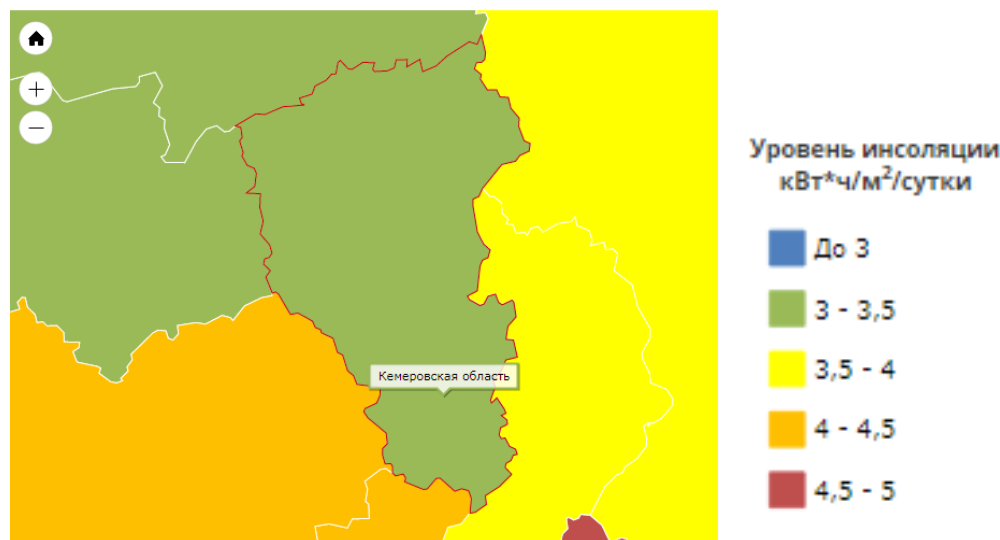 Кемеровская область
Уровень инсоляции
кВт*ч/м²/сутки
До 3
3 - 3,5
3,5 - 4
4 - 4,5
4,5 - 5